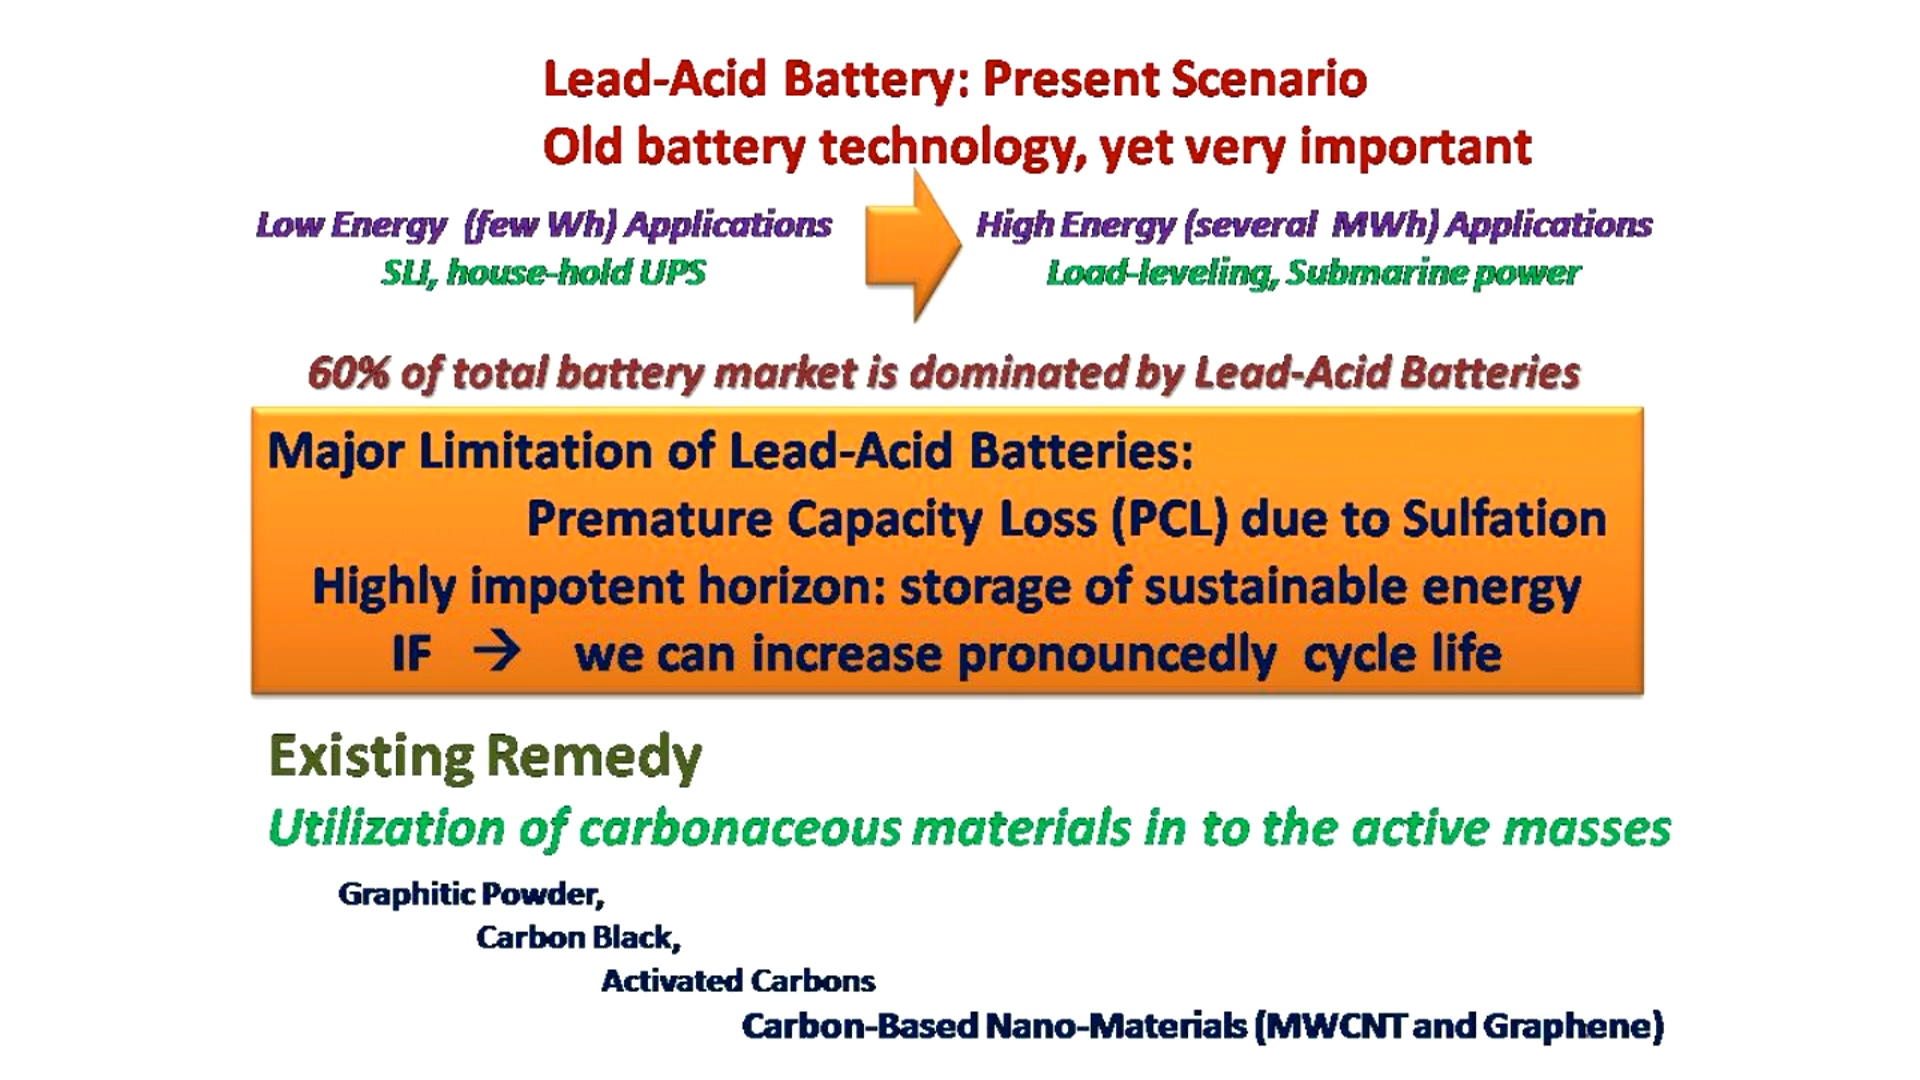 Lead-Acid Battery: Present Scenario
Old battery technology, yet very important
Low Energy (few Wh) Applications
SLI, house-hold UPS
High Energy (several MWh) Applications
Load-leveling, Submarine power
60% of total battery market is dominated by Lead-Acid Batteries
Major Limitation of Lead-Acid Batteries:
Premature Capacity Loss (PCL) due to Sulfation
Highly impotent horizon: storage of sustainable energy
IF → we can increase pronouncedly cycle life
Existing Remedy
Utilization of carbonaceous materials in to the active masses
Graphitic Powder,
Carbon Black,
Activated Carbons
Carbon-Based Nano-Materials (MWCNT and Graphene)